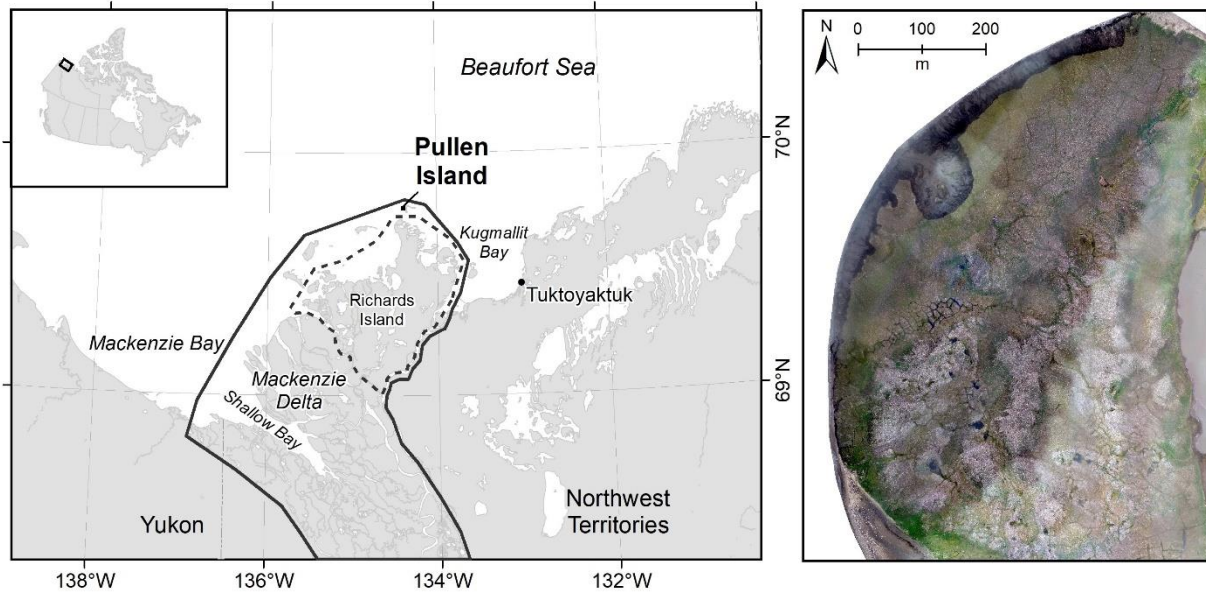 Beaufort Sea
Pullen
Island
Kugmallit
Bay
Tuktoyaktuk
Richards
Island
Mackenzie Bay
Mackenzie
Delta
Shallow Bay
Yukon
Northwest
Territories
70°N
69°N
138°W 136°W 134°W 132°W
N 0 100 200
m